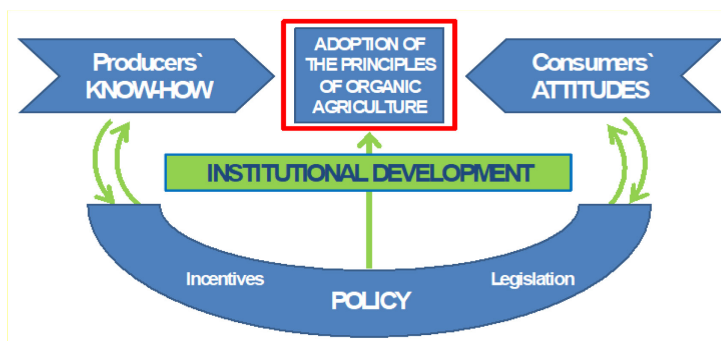 Producers`
KNOW-HOW
ADOPTION OF
THE PRINCIPLES
OF ORGANIC
AGRICULTURE
Consumers`
ATTITUDES
INSTITUTIONAL DEVELOPMENT
Incentives
POLICY
Legislation